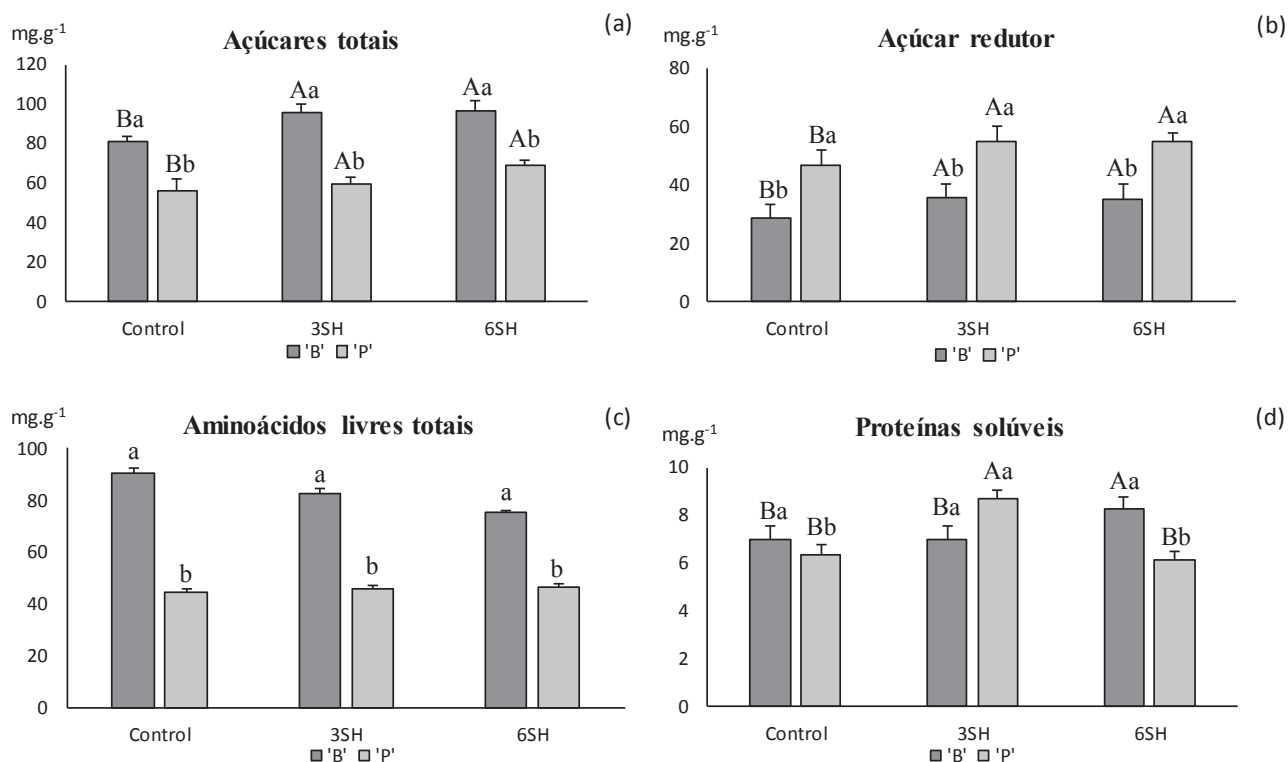 (a)
mg.g-1
Açúcares totais
120
100
80
60
40
20
0
Ba
Bb
Aa
Ab
Aa
Ab
Control
3SH
6SH
'B'
'P'
(b)
mg.g-1
Açúcar redutor
80
60
40
20
0
Bb
Ba
Ab
Aa
Ab
Aa
Control
3SH
6SH
'B'
'P'
(c)
mg.g-1
Aminoácidos livres totais
100
80
60
40
20
0
a
b
a
b
a
b
Control
3SH
6SH
'B'
'P'
(d)
mg.g-1
Proteínas solúveis
10
8
6
4
2
0
Ba
Bb
Ba
Aa
Aa
Bb
Control
3SH
6SH
'B'
'P'